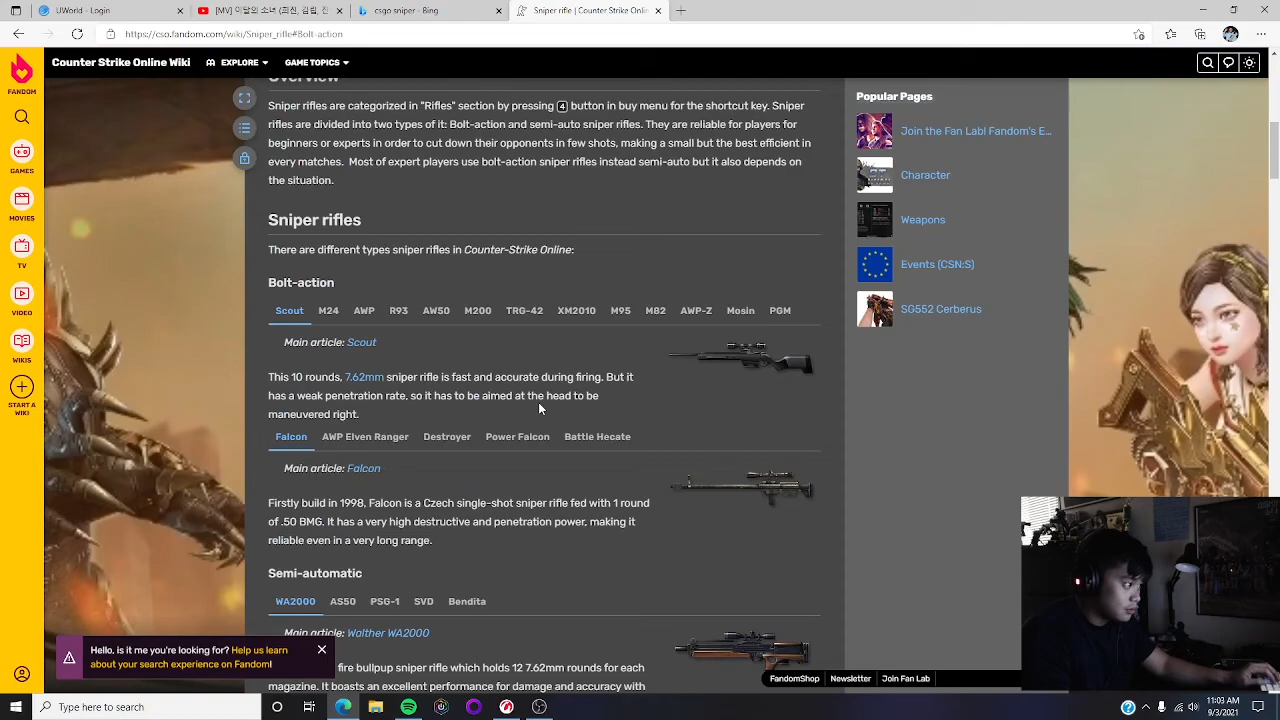 UWorld
(MV)
[
] - Bing
Sniper rifle | Counter Strike Online
https://cso.fandom.com/wiki/Sniper_rifle#Bolt-action
FANDOM
Counter Strike Online Wiki
EXPLORE
GAME TOPICS
GAMES
MOVIES
TV
VIDEO
WIKIS
START A
WIKI
Overview
Sniper rifles are categorized in "Rifles" section by pressing 4 button in buy menu for the shortcut key. Sniper
rifles are divided into two types of it: Bolt-action and semi-auto sniper rifles. They are reliable for players for
beginners or experts in order to cut down their opponents in few shots, making a small but the best efficient in
every matches. Most of expert players use bolt-action sniper rifles instead semi-auto but it also depends on
the situation.
Sniper rifles
There are different types sniper rifles in Counter-Strike Online:
Bolt-action
Scout M24 AWP R93 AW50 M200 TRG-42 XM2010 M95 M82 AWP-Z Mosin PGM
Main article: Scout
This 10 rounds, 7.62mm sniper rifle is fast and accurate during firing. But it
has a weak penetration rate, so it has to be aimed at the head to be
maneuvered right.
Falcon AWP Elven Ranger Destroyer Power Falcon Battle Hecate
Main article: Falcon
Firstly build in 1998, Falcon is a Czech single-shot sniper rifle fed with 1 round
of .50 BMG. It has a very high destructive and penetration power, making it
reliable even in a very long range.
Semi-automatic
WA2000 AS50 PSG-1 SVD Bendita
Main article: Walther WA2000
fire bullpup sniper rifle which holds 12 7.62mm rounds for each
magazine. It boasts an excellent performance for damage and accuracy with
Popular Pages
Join the Fan Lab! Fandom's E...
Character
Weapons
Events (CSN:S)
SG552 Cerberus
Hello, is it me you're looking for? Help us learn
about your search experience on Fandom!
FandomShop Newsletter Join Fan Lab
Type here to search
11:03 AM